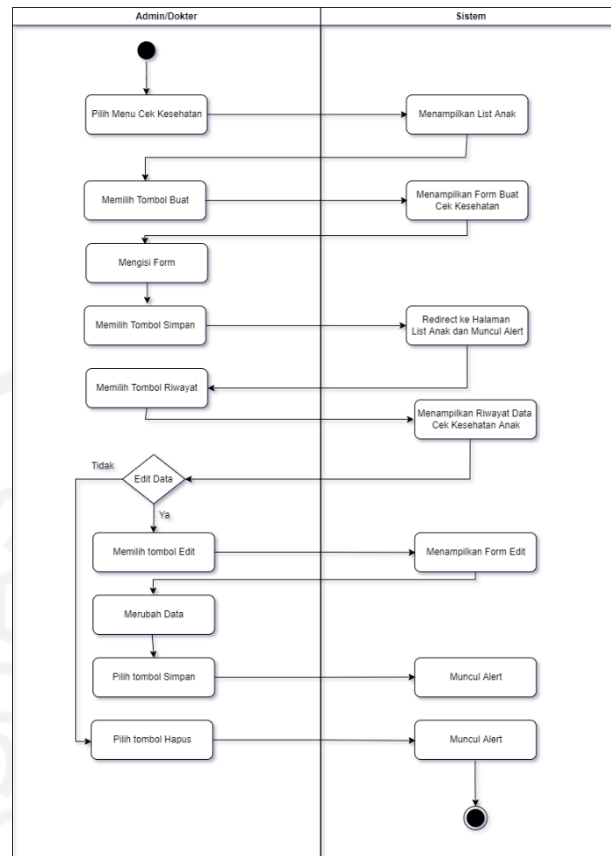 Admin/Dokter
Sistem
Pilih Menu Cek Kesehatan
Menampilkan List Anak
Memilih Tombol Buat
Menampilkan Form Buat
Cek Kesehatan
Mengisi Form
Memilih Tombol Simpan
Redirect ke Halaman
List Anak dan Muncul Alert
Memilih Tombol Riwayat
Menampilkan Riwayat Data
Cek Kesehatan Anak
Tidak
Edit Data
Ya
Memilih tombol Edit
Menampilkan Form Edit
Merubah Data
Pilih tombol Simpan
Muncul Alert
Pilih tombol Hapus
Muncul Alert